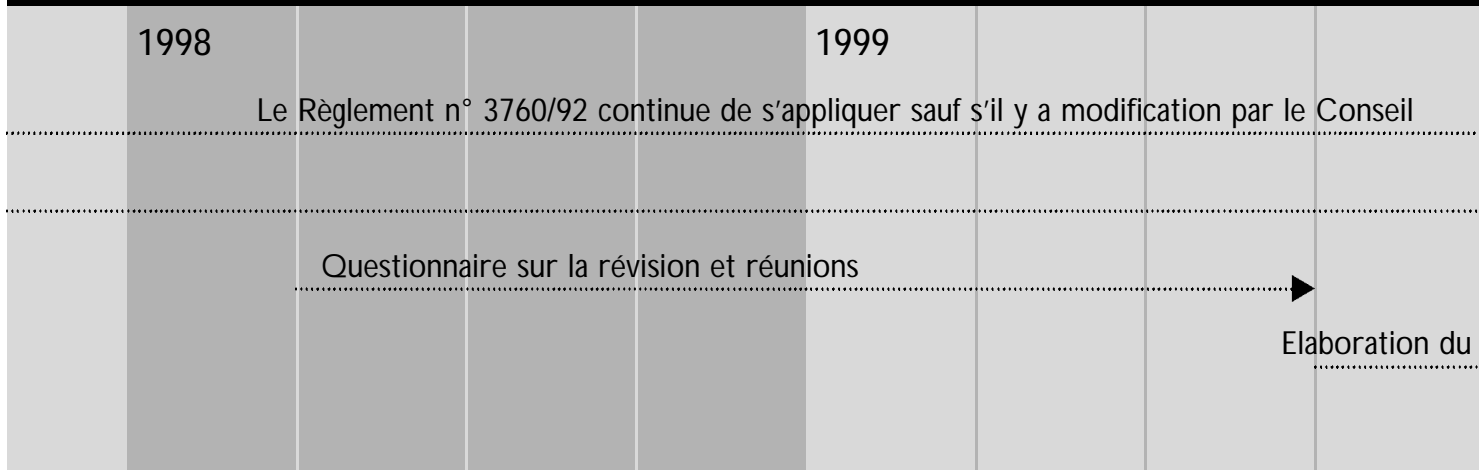 1998 1999
Le Règlement n° 3760/92 continue de s'appliquer sauf s'il y a modification par le Conseil
Questionnaire sur la révision et réunions
Elaboration du